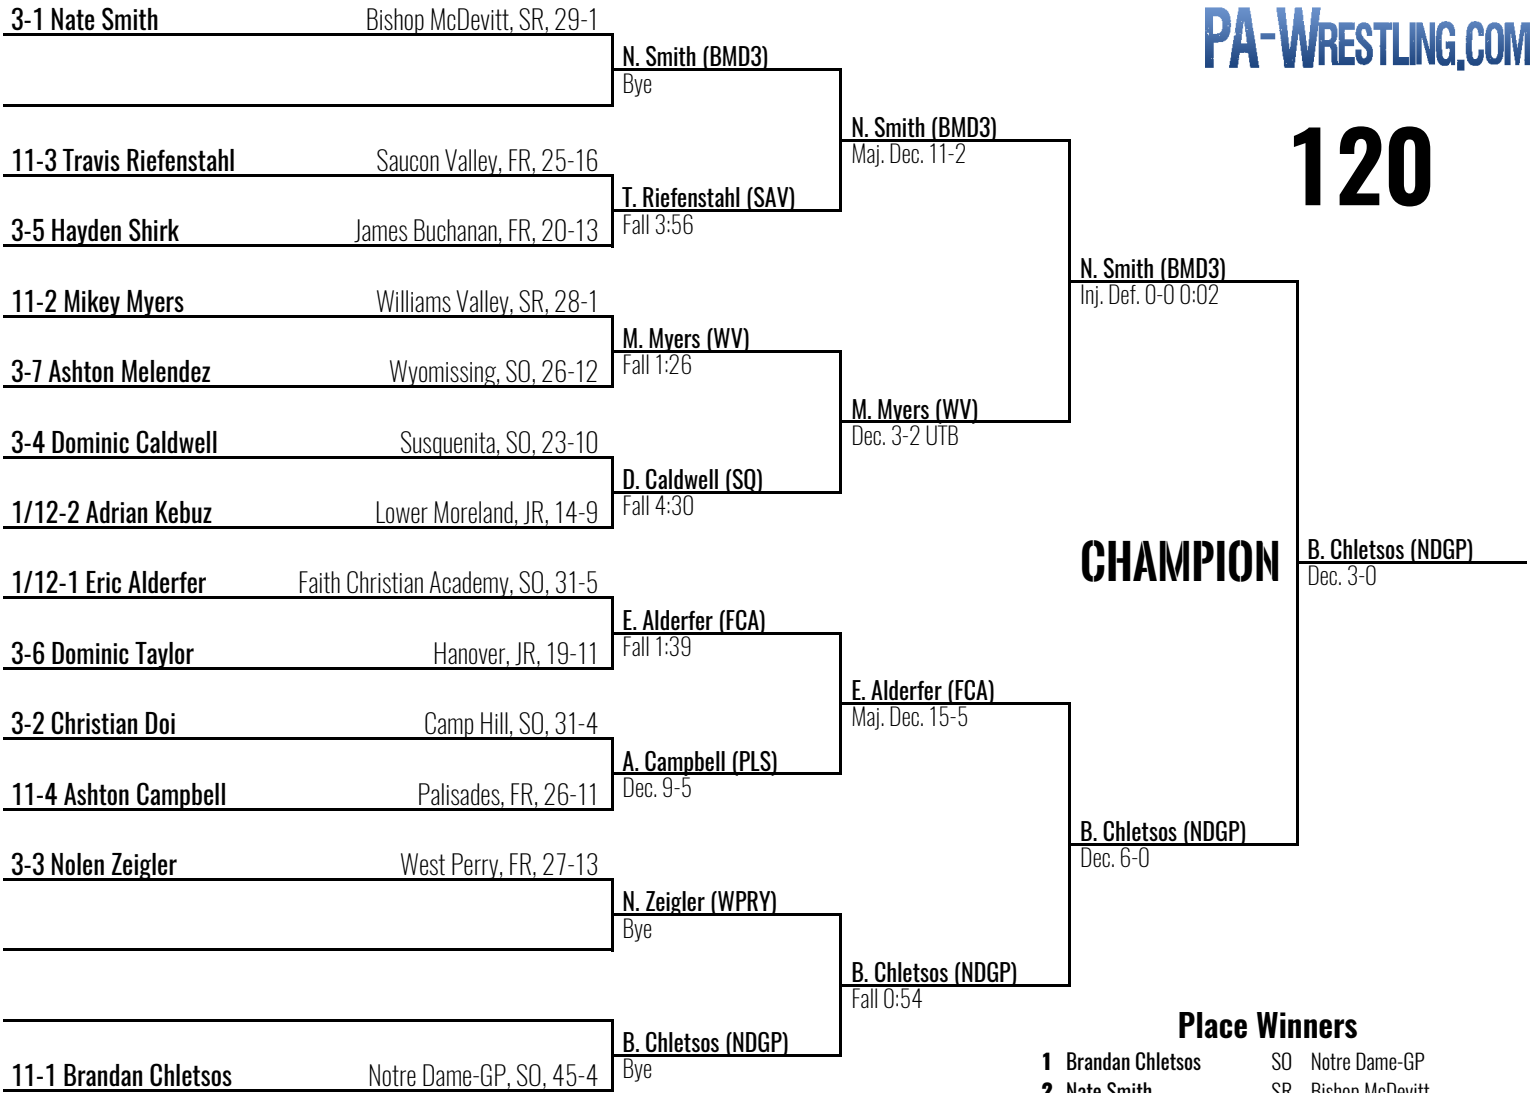 PA-WRESTLING.COM
120
3-1 Nate Smith Bishop McDevitt, SR, 29-1
N. Smith (BMD3)
Bye
N. Smith (BMD3)
Maj. Dec. 11-2
11-3 Travis Riefenstahl Saucon Valley, FR, 25-16
T. Riefenstahl (SAV)
Fall 3:56
3-5 Hayden Shirk James Buchanan, FR, 20-13
N. Smith (BMD3)
Inj. Def. 0-0 0:02
11-2 Mikey Myers Williams Valley, SR, 28-1
M. Myers (WV)
Fall 1:26
3-7 Ashton Melendez Wyomissing, SO, 26-12
M. Myers (WV)
Dec. 3-2 UTB
3-4 Dominic Caldwell Susquenita, SO, 23-10
D. Caldwell (SQ)
Fall 4:30
1/12-2 Adrian Kebuz Lower Moreland, JR, 14-9
CHAMPION
B. Chletsos (NDGP)
Dec. 3-0
1/12-1 Eric Alderfer Faith Christian Academy, SO, 31-5
E. Alderfer (FCA)
Fall 1:39
3-6 Dominic Taylor Hanover, JR, 19-11
E. Alderfer (FCA)
Maj. Dec. 15-5
3-2 Christian Doi Camp Hill, SO, 31-4
A. Campbell (PLS)
Dec. 9-5
11-4 Ashton Campbell Palisades, FR, 26-11
B. Chletsos (NDGP)
Dec. 6-0
3-3 Nolen Zeigler West Perry, FR, 27-13
N. Zeigler (WPRY)
Bye
B. Chletsos (NDGP)
Fall 0:54
B. Chletsos (NDGP)
Bye
11-1 Brandan Chletsos Notre Dame-GP, SO, 45-4
Place Winners
1 Brandan Chletsos SO Notre Dame-GP
2 Nate Smith SR Bishop McDevitt